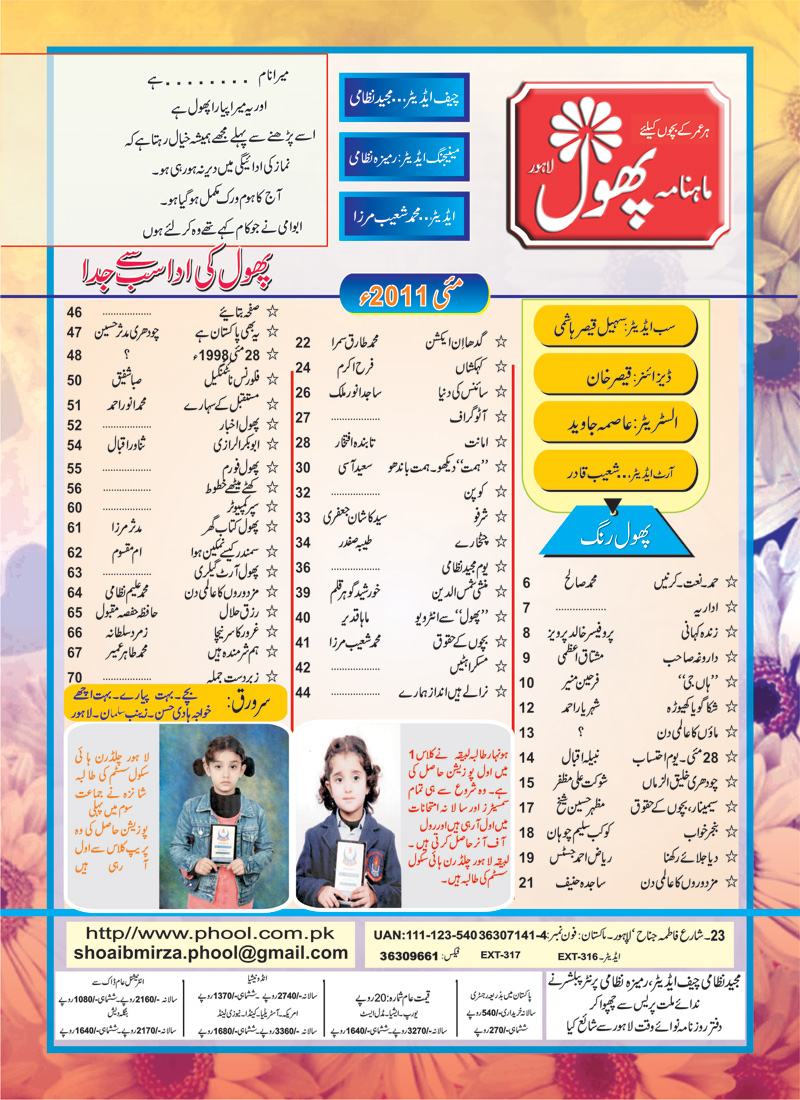 ہر عمر کے بچوں کیلئے
ماہنامہ پھول لاہور
چیف ایڈیٹر... مجید نظامی
مینیجنگ ایڈیٹر: رمیزہ نظامی
ایڈیٹر.. محمد شعیب مرزا
میرا نام ........ ہے
اور یہ میرا پیارا پھول ہے
اسے پڑھنے سے پہلے مجھے ہمیشہ خیال رہتا ہے کہ
نماز کی ادائیگی میں دیر نہ ہو رہی ہو۔
آج کا ہوم ورک مکمل ہو گیا ہو۔
ابو امی نے جو کام کہے تھے وہ کر لئے ہوں
پھول کی ادا سب سے جدا
مئی 2011ء
سب ایڈیٹر: سہیل قیصر ہاشمی
ڈیزائنر: قیصر خان
السٹریٹر: عاصمہ جاوید
آرٹ ایڈیٹر... شعیب قادر
پھول رنگ
☆ حمد۔ نعت۔ کرنیں محمد صالح 6
☆ اداریہ ................ 7
☆ زندہ کہانی پروفیسر خالد پرویز 8
☆ داروغہ صاحب مشتاق اعظمی 9
☆ ”ہاں جی“ فرحین منیر 10
☆ شکاگو یا کھیوڑہ شہریار احمد 12
☆ ماؤں کا عالمی دن ؟ 13
☆ 28 مئی۔ یوم احتساب نبیلہ اقبال 14
☆ چودھری خلیق الزماں شوکت علی مظفر 15
☆ سیمینار، بچوں کے حقوق مظہر حسین شیخ 17
☆ بنجر خواب کوکب سلیم چوہان 18
☆ دیا جلائے رکھنا ریاض احمد جسٹس 19
☆ مزدوروں کا عالمی دن ساجدہ حنیف 21
☆ گدھا ان ایکشن محمد طارق سمرا 22
☆ کہکشاں فرح اکرم 24
☆ سائنس کی دنیا ساجد انور ملک 26
☆ آٹو گراف ................ 27
☆ امانت تابندہ افتخار 28
☆ ”ہمت“ دیکھو۔ ہمت باندھو سعید آسی 30
☆ کوپن ................ 32
☆ شرفو سید کاشان جعفری 33
☆ چٹخارے طیبہ صفدر 34
☆ یوم مجید نظامی ................ 36
☆ منشی شمس الدین خورشید گوہر قلم 39
☆ ”پھول“ سے انٹرویو ماہا قدیر 40
☆ بچوں کے حقوق محمد شعیب مرزا 41
☆ مسکراہٹیں ................ 42
☆ نرالے ہیں انداز ہمارے 44
☆ صفحہ بتائیے ................ 46
☆ یہ بھی پاکستان ہے چودھری مدثر حسین 47
☆ 28 مئی 1998ء ؟ 48
☆ فلورنس نائٹنگیل صبا شفیق 50
☆ مستقبل کے سہارے محمد انور احمد 51
☆ پھول اخبار ................ 52
☆ ابوبکر الرازی ثناور اقبال 54
☆ پھول فورم ................ 55
☆ کھٹے میٹھے خطوط ................ 56
☆ سپر کمپیوٹر ................ 60
☆ پھول کتاب گھر مدثر مرزا 61
☆ سمندر کیسے نمکین ہوا ام مقسوم 62
☆ پھول آرٹ گیلری ................ 63
☆ مزدوروں کا عالمی دن محمد علیم نظامی 64
☆ رزق حلال حافظ حفصہ مقبول 65
☆ غرور کا سر نیچا زمرد سلطانہ 66
☆ ہم شرمندہ ہیں محمد طاہر عمیر 67
☆ زبردست جملہ ................ 70
سرورق: بچے۔ بہت پیارے۔ بہت اچھے
خواجہ ہادی حسن۔ زینب سلمان۔ لاہور
ہونہار طالبہ لبیقہ نے کلاس 1
میں اول پوزیشن حاصل کی
ہے۔ وہ شروع سے ہی تمام
سمیسٹرز اور سالانہ امتحانات
میں اول آ رہی ہیں اور رول
آف آنر حاصل کرتی ہیں۔
لبیقہ لاہور چلڈرن ہائی سکول
سسٹم کی طالبہ ہیں۔
لاہور چلڈرن ہائی
سکول سسٹم کی طالبہ
شانزہ نے جماعت
سوم میں پہلی
پوزیشن حاصل کی وہ
پریپ کلاس سے اول
آ رہی ہیں
23۔ شارع فاطمہ جناح ’لاہور۔ پاکستان: فون نمبر: 36307141-4 UAN:111-123-540
ایڈیٹر۔ EXT-316 EXT-317 فیکس: 36309661
http//www.phool.com.pk
shoaibmirza.phool@gmail.com
مجید نظامی چیف ایڈیٹر، رمیزہ نظامی پرنٹر پبلشر نے
ندائے ملت پریس سے چھپوا کر
دفتر روزنامہ نوائے وقت لاہور سے شائع کیا
پاکستان میں بذریعہ رجسٹری
سالانہ خریداری -/540 روپے
ششماہی -/270 روپے
قیمت عام شمارہ: 20 روپے
یورپ۔ ایشیا۔ مڈل ایسٹ
سالانہ -/3270 روپے۔ ششماہی -/1640 روپے
انڈونیشیا
سالانہ -/2740 روپے۔ ششماہی -/1370 روپے
امریکہ۔ آسٹریلیا۔ کینیڈا۔ نیوزی لینڈ
سالانہ -/3360 روپے۔ ششماہی -/1680 روپے
انٹرنیشنل عام ڈاک سے
سالانہ -/2160 روپے۔ ششماہی -/1080 روپے
بنگلہ دیش
سالانہ -/2170 روپے۔ ششماہی -/1640 روپے